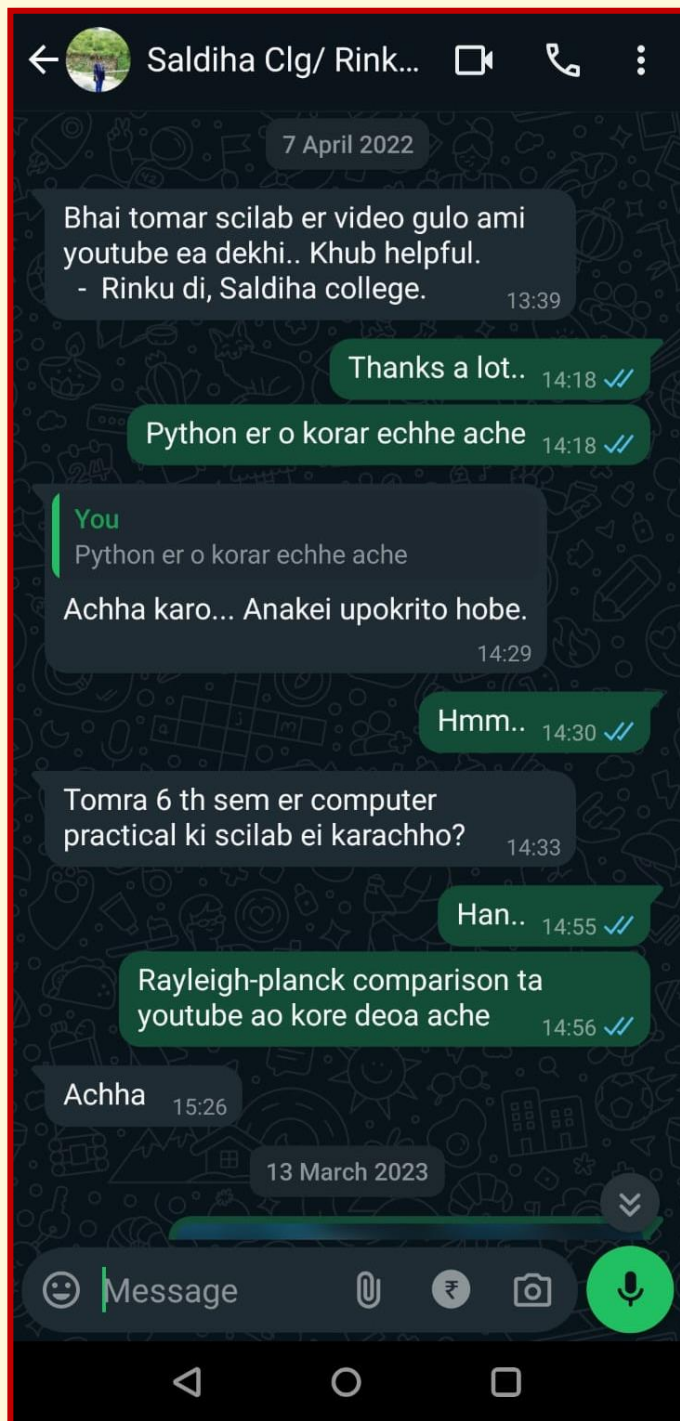 Saldiha Clg/ Rink...
7 April 2022
Bhai tomar scilab er video gulo ami
youtube ea dekhi.. Khub helpful.
- Rinku di, Saldiha college.
13:39
Thanks a lot.. 14:18
Python er o korar echhe ache 14:18
You
Python er o korar echhe ache
Achha karo... Anakei upokrito hobe.
14:29
Hmm.. 14:30
Tomra 6 th sem er computer
practical ki scilab ei karachho? 14:33
Han.. 14:55
Rayleigh-planck comparison ta
youtube ao kore deoa ache 14:56
Achha 15:26
13 March 2023
Message ₹